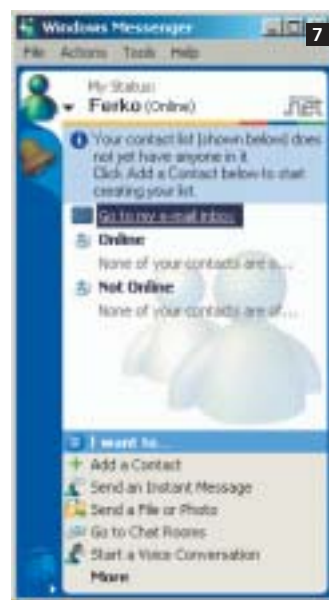 Windows Messenger
7
File Actions Tools Help
My Status:
Ferko (Online)
.net
Your contact list (shown below) does
not yet have anyone in it.
Click Add a Contact below to start
creating your list.
Go to my e-mail inbox
Online
None of your contacts are o...
Not Online
None of your contacts are of...
I want to...
Add a Contact
Send an Instant Message
Send a File or Photo
Go to Chat Rooms
Start a Voice Conversation
More